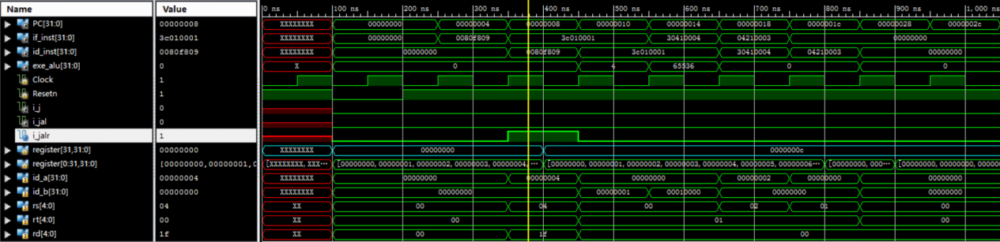 Name Value 0 ns 100 ns 200 ns 300 ns 400 ns 500 ns 600 ns 700 ns 800 ns 900 ns 1,000 ns
PC[31:0] 00000008 XXXXXXXX 00000000 00000004 00000008 00000010 00000014 00000018 0000001c 00000028 0000002c
if_inst[31:0] 3c010001 XXXXXXXX 00000000 0080f809 3c010001 30410004 04210003 00000000
id_inst[31:0] 0080f809 XXXXXXXX 00000000 0080f809 3c010001 30410004 04210003 00000000
exe_alu[31:0] 0 X 0 4 65536 0 0
Clock 1
Resetn 1
i_j 0
i_jal 0
i_jalr 1
register[31,31:0] 00000000 XXXXXXXX 00000000 0000000c
register[0:31,31:0] [00000000,00000001,0 [XXXXXXXX,XXX... [00000000,00000001,00000002,00000003,00000004,... [00000000,00000001,00000002,00000003,00000004,00000005,00000006... [00000000,000... [00000000,00000000,00000
id_a[31:0] 00000004 XXXXXXXX 00000000 00000004 00000000 00000002 00000000 00000000
id_b[31:0] 00000000 XXXXXXXX 00000000 00000001 00010000 00000000 00000000
rs[4:0] 04 XX 00 04 00 02 01 00
rt[4:0] 00 XX 00 01 00
rd[4:0] 1f XX 00 1f 00